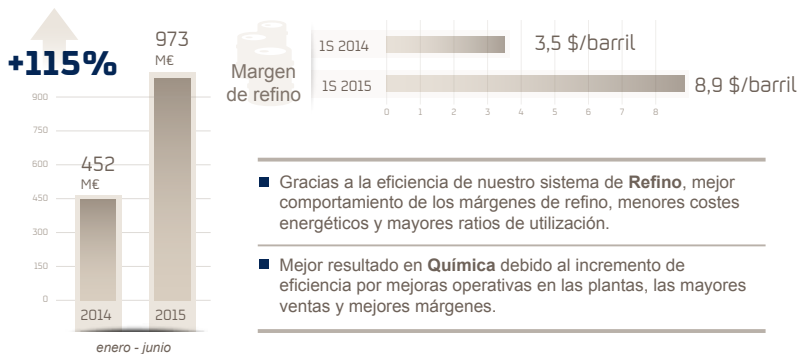 +115%
973
M€
452
M€
900
750
600
450
300
150
0
2014
2015
enero - junio
Margen
de refino
1S 2014
3,5 $/barril
1S 2015
8,9 $/barril
0 1 2 3 4 5 6 7 8
Gracias a la eficiencia de nuestro sistema de Refino, mejor
comportamiento de los márgenes de refino, menores costes
energéticos y mayores ratios de utilización.
Mejor resultado en Química debido al incremento de
eficiencia por mejoras operativas en las plantas, las mayores
ventas y mejores márgenes.